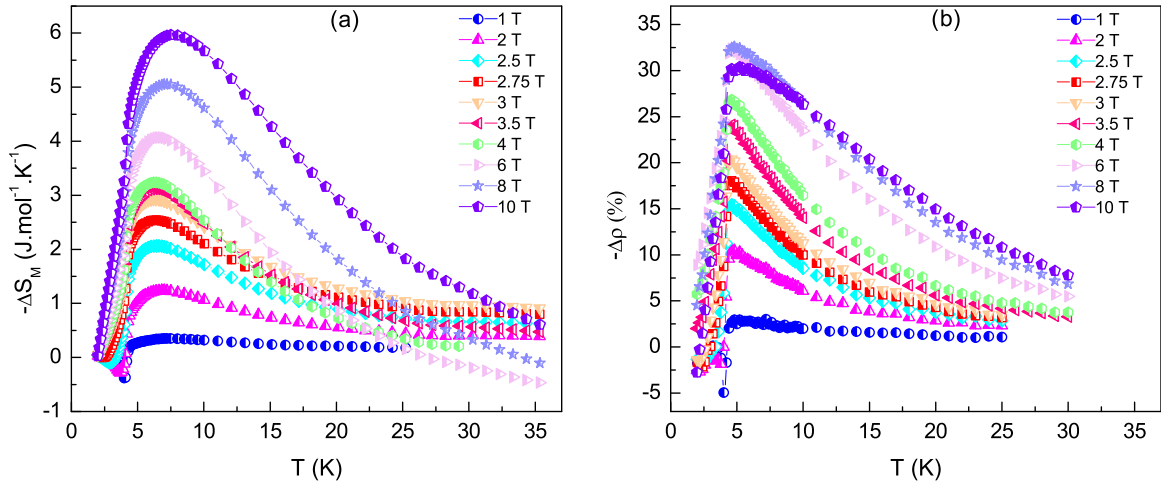 (a)
-ΔS_M (J.mol⁻¹.K⁻¹)
6
5
4
3
2
1
0
-1
0 5 10 15 20 25 30 35
T (K)
1 T
2 T
2.5 T
2.75 T
3 T
3.5 T
4 T
6 T
8 T
10 T
(b)
-Δρ (%)
35
30
25
20
15
10
5
0
-5
0 5 10 15 20 25 30 35
T (K)
1 T
2 T
2.5 T
2.75 T
3 T
3.5 T
4 T
6 T
8 T
10 T